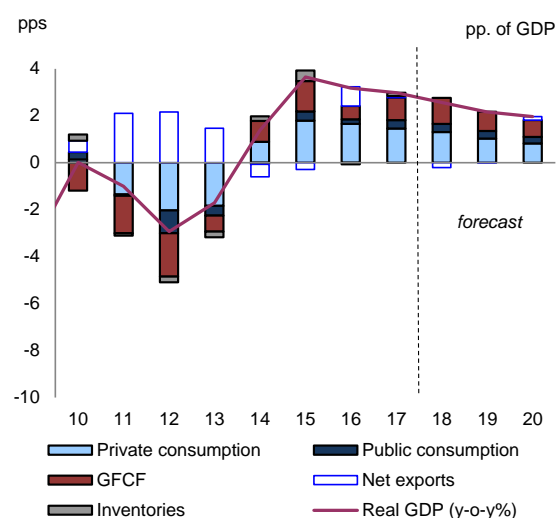 pps pp. of GDP
4
2
0
-2
-4
-6
-8
-10
forecast
10 11 12 13 14 15 16 17 18 19 20
Private consumption Public consumption
GFCF Net exports
Inventories Real GDP (y-o-y%)